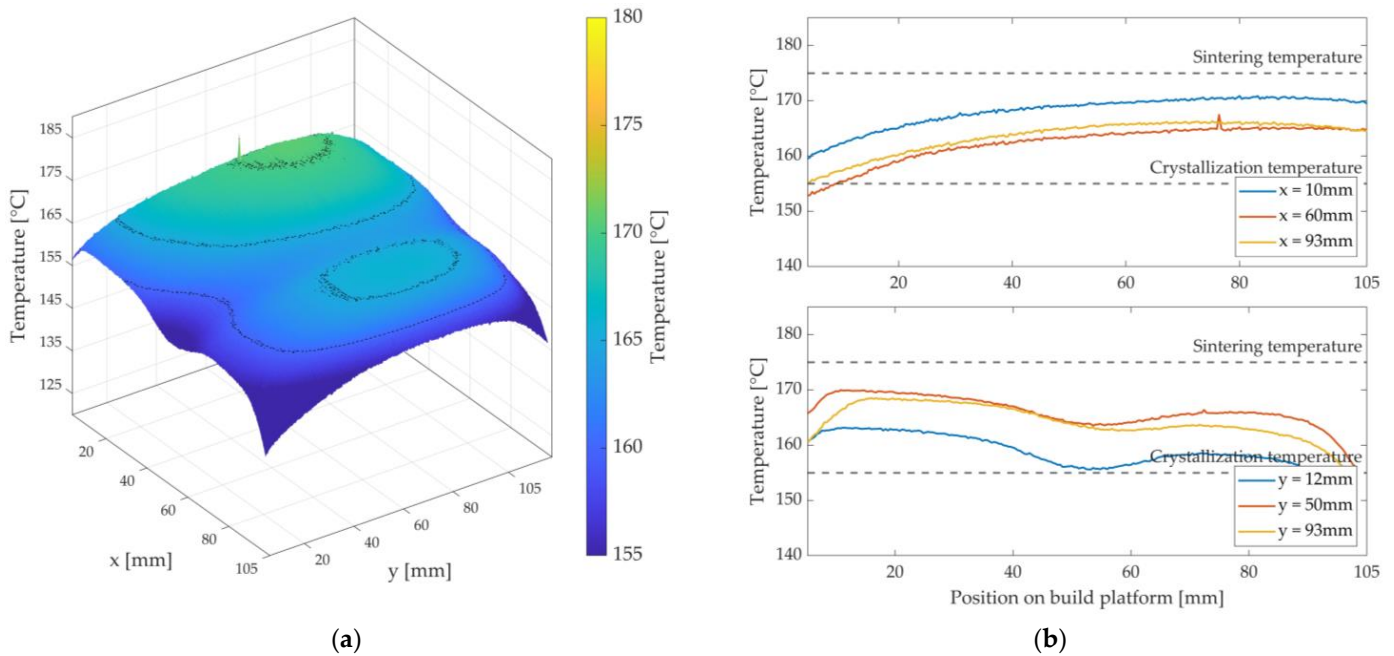 185
175
165
155
145
135
125
Temperature [°C]
20
40
60
80
105
x [mm]
20
40
60
80
105
y [mm]
180
175
170
165
160
155
Temperature [°C]
(a)
180
170
160
150
140
Temperature [°C]
Sintering temperature
Crystallization temperature
x = 10mm
x = 60mm
x = 93mm
20
40
60
80
105
180
170
160
150
140
Temperature [°C]
Sintering temperature
Crystallization temperature
y = 12mm
y = 50mm
y = 93mm
20
40
60
80
105
Position on build platform [mm]
(b)